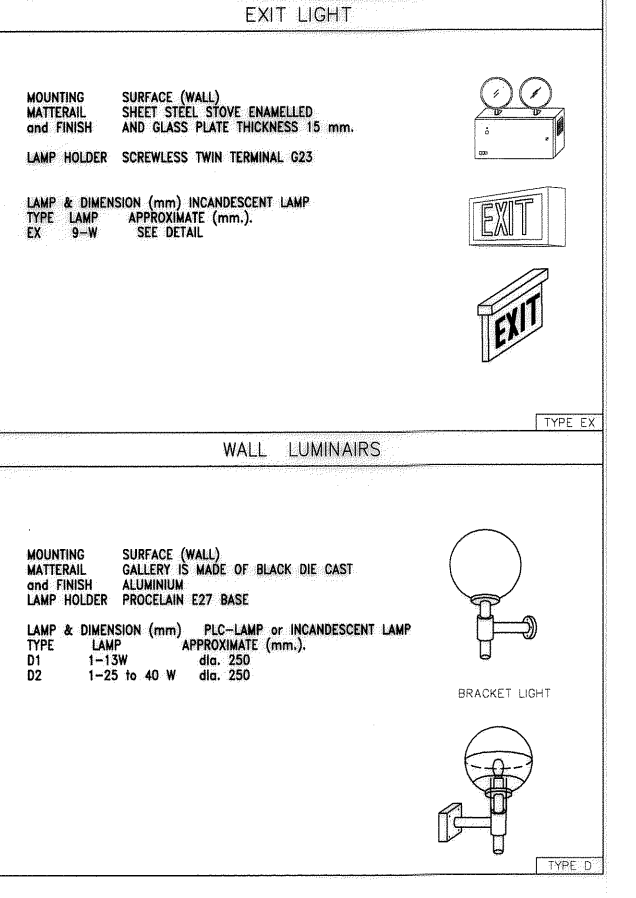 EXIT LIGHT
MOUNTING SURFACE (WALL)
MATTERAIL SHEET STEEL STOVE ENAMELLED
and FINISH AND GLASS PLATE THICKNESS 15 mm.
LAMP HOLDER SCREWLESS TWIN TERMINAL G23
LAMP & DIMENSION (mm) INCANDESCENT LAMP
TYPE LAMP APPROXIMATE (mm.).
EX 9-W SEE DETAIL
EXIT
EXIT
TYPE EX
WALL LUMINAIRS
MOUNTING SURFACE (WALL)
MATTERAIL GALLERY IS MADE OF BLACK DIE CAST
and FINISH ALUMINIUM
LAMP HOLDER PROCELAIN E27 BASE
LAMP & DIMENSION (mm) PLC-LAMP or INCANDESCENT LAMP
TYPE LAMP APPROXIMATE (mm.).
D1 1-13W dia. 250
D2 1-25 to 40 W dia. 250
BRACKET LIGHT
TYPE D